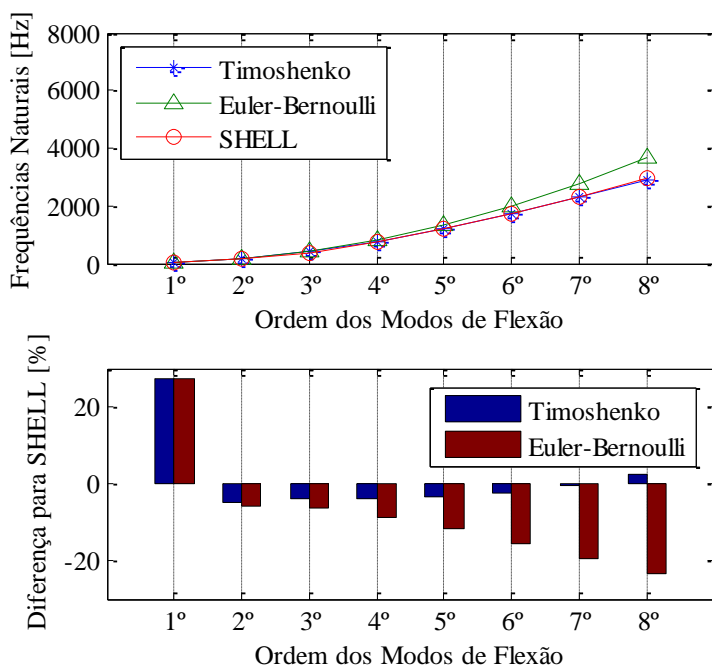 Frequências Naturais [Hz]
8000
6000
4000
2000
0
Timoshenko
Euler-Bernoulli
SHELL
1º 2º 3º 4º 5º 6º 7º 8º
Ordem dos Modos de Flexão
Diferença para SHELL [%]
20
0
-20
Timoshenko
Euler-Bernoulli
1º 2º 3º 4º 5º 6º 7º 8º
Ordem dos Modos de Flexão